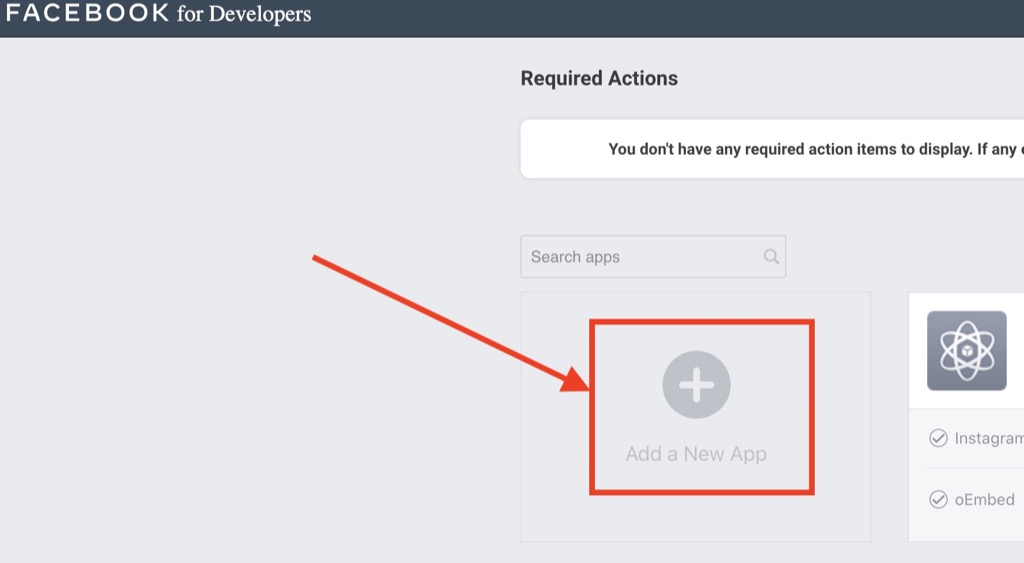 FACEBOOK for Developers
Required Actions
You don't have any required action items to display. If any
Search apps
Add a New App
Instagram
oEmbed